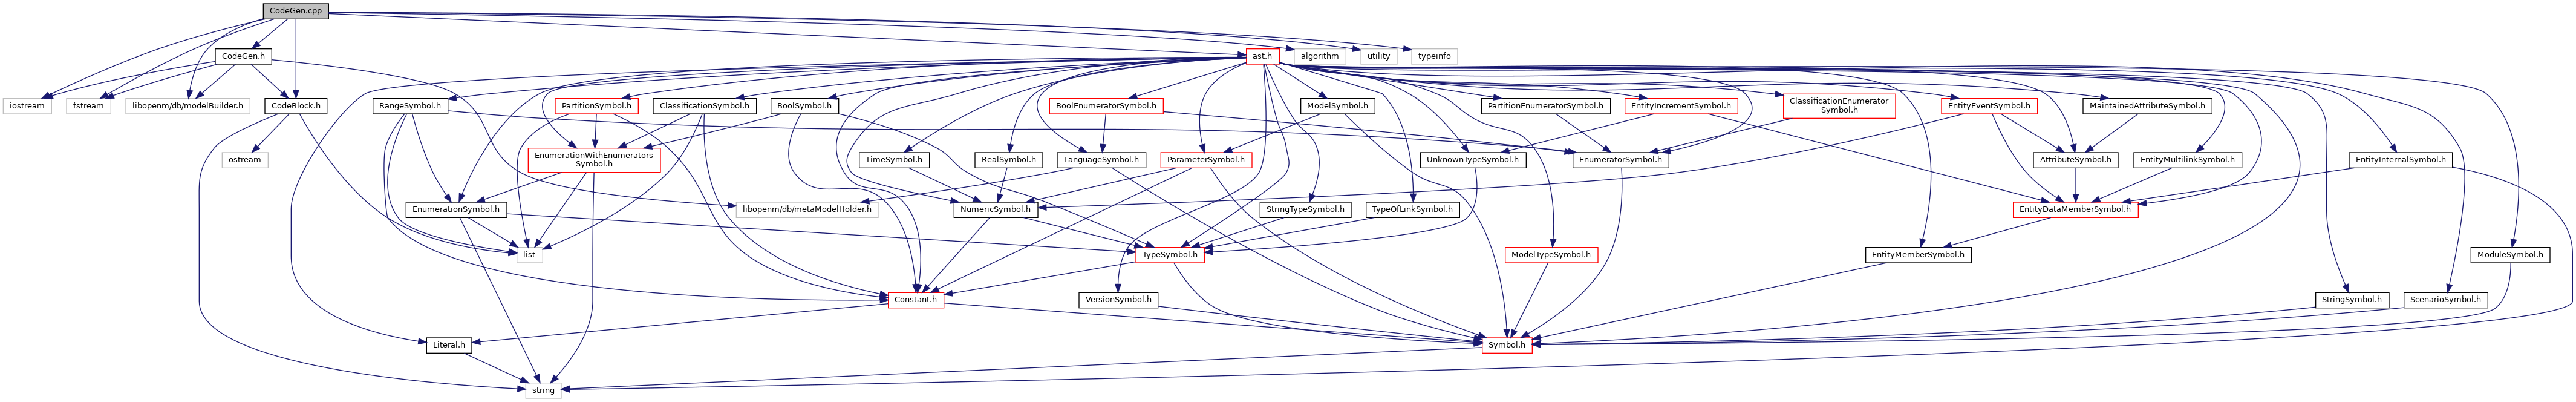 CodeGen.cpp
CodeGen.h
ast.h
algorithm
utility
typeinfo
iostream
fstream
libopenm/db/modelBuilder.h
CodeBlock.h
RangeSymbol.h
PartitionSymbol.h
ClassificationSymbol.h
BoolSymbol.h
BoolEnumeratorSymbol.h
ModelSymbol.h
PartitionEnumeratorSymbol.h
EntityIncrementSymbol.h
ClassificationEnumerator
Symbol.h
EntityEventSymbol.h
MaintainedAttributeSymbol.h
ostream
EnumerationWithEnumerators
Symbol.h
TimeSymbol.h
RealSymbol.h
LanguageSymbol.h
ParameterSymbol.h
UnknownTypeSymbol.h
EnumeratorSymbol.h
AttributeSymbol.h
EntityMultilinkSymbol.h
EntityInternalSymbol.h
EnumerationSymbol.h
libopenm/db/metaModelHolder.h
NumericSymbol.h
StringTypeSymbol.h
TypeOfLinkSymbol.h
EntityDataMemberSymbol.h
list
TypeSymbol.h
ModelTypeSymbol.h
EntityMemberSymbol.h
ModuleSymbol.h
Constant.h
VersionSymbol.h
StringSymbol.h
ScenarioSymbol.h
Literal.h
Symbol.h
string